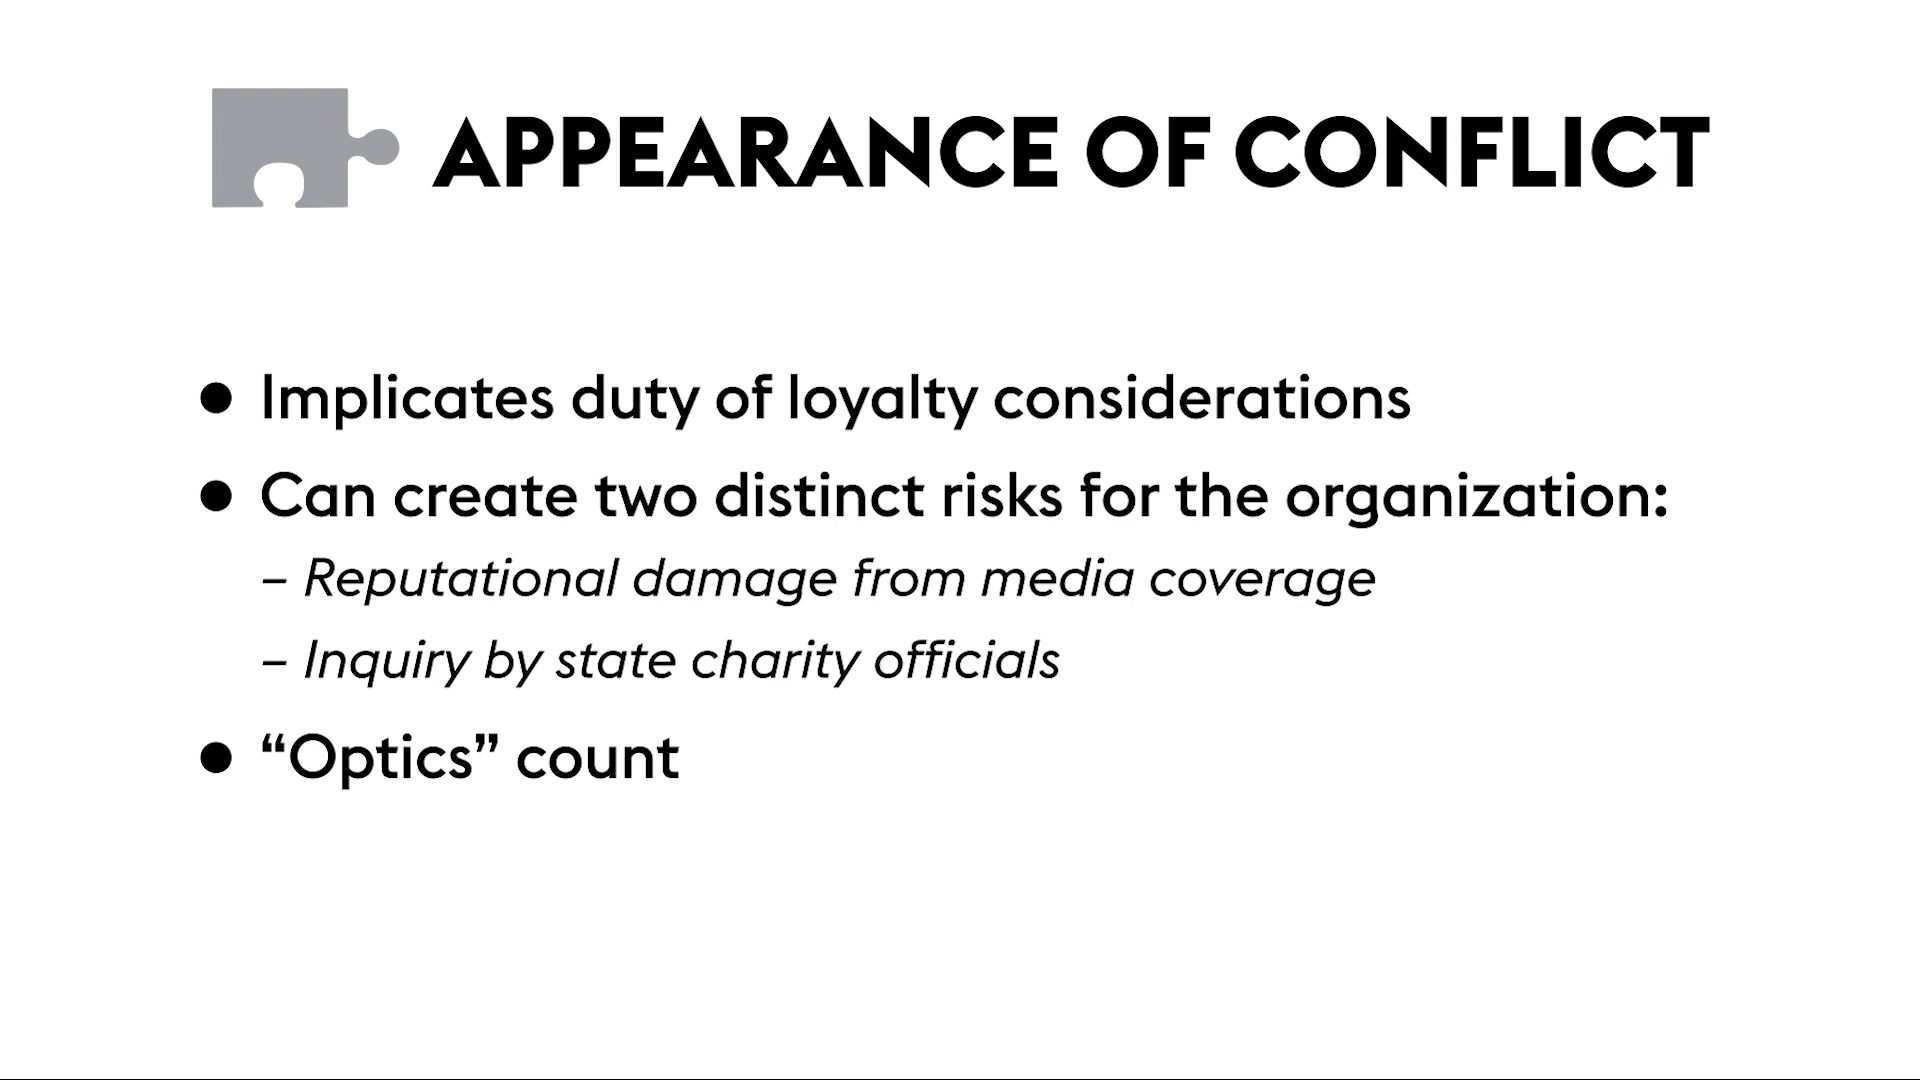 APPEARANCE OF CONFLICT
● Implicates duty of loyalty considerations
● Can create two distinct risks for the organization:
– Reputational damage from media coverage
– Inquiry by state charity officials
● “Optics” count